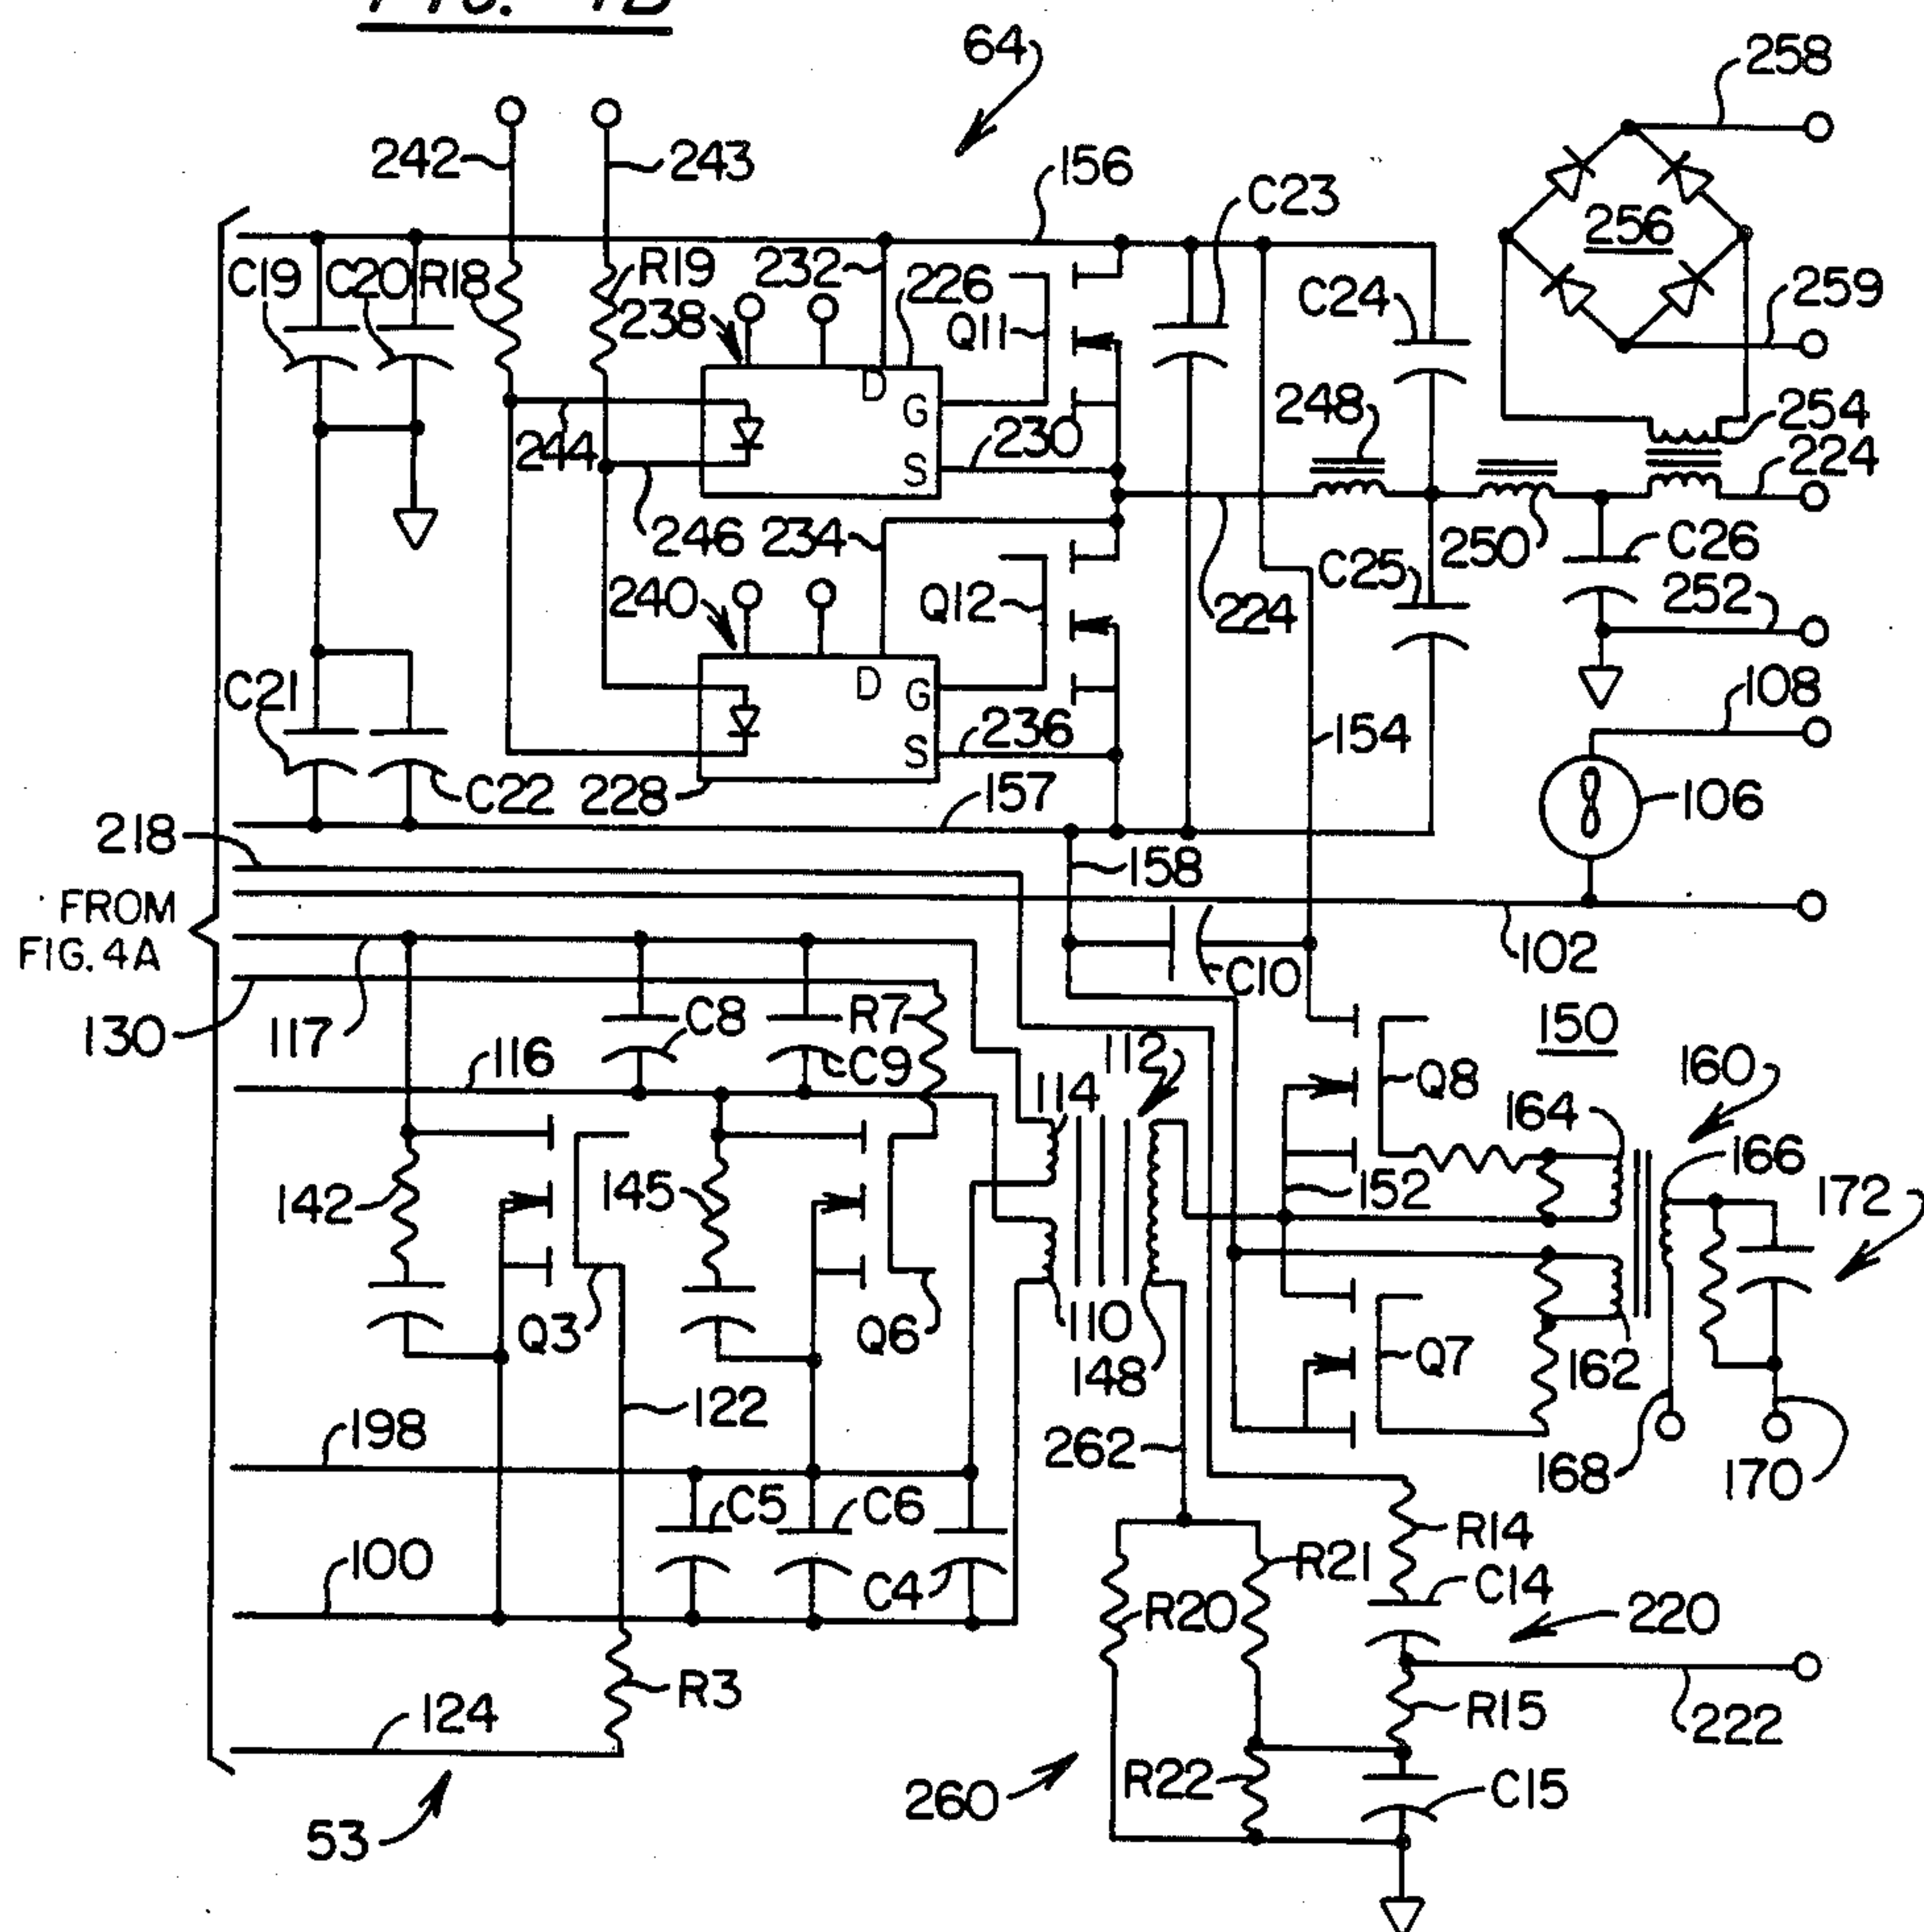 FIG. 4B
64
258
242
243
156
C23
256
C19
C20
R18
R19
232
226
238
Q11
C24
259
D
G
S
244
230
248
254
224
246
234
250
C26
240
Q12
224
C25
252
D
G
S
C21
236
154
108
C22
228
157
106
218
158
FROM
FIG. 4A
102
C10
130
117
C8
R7
C9
150
116
112
160
114
Q8
164
166
142
145
152
172
Q3
Q6
110
148
Q7
162
122
262
168
170
198
C5
C6
R14
100
C4
R20
R21
C14
220
R3
R15
222
124
R22
C15
260
53